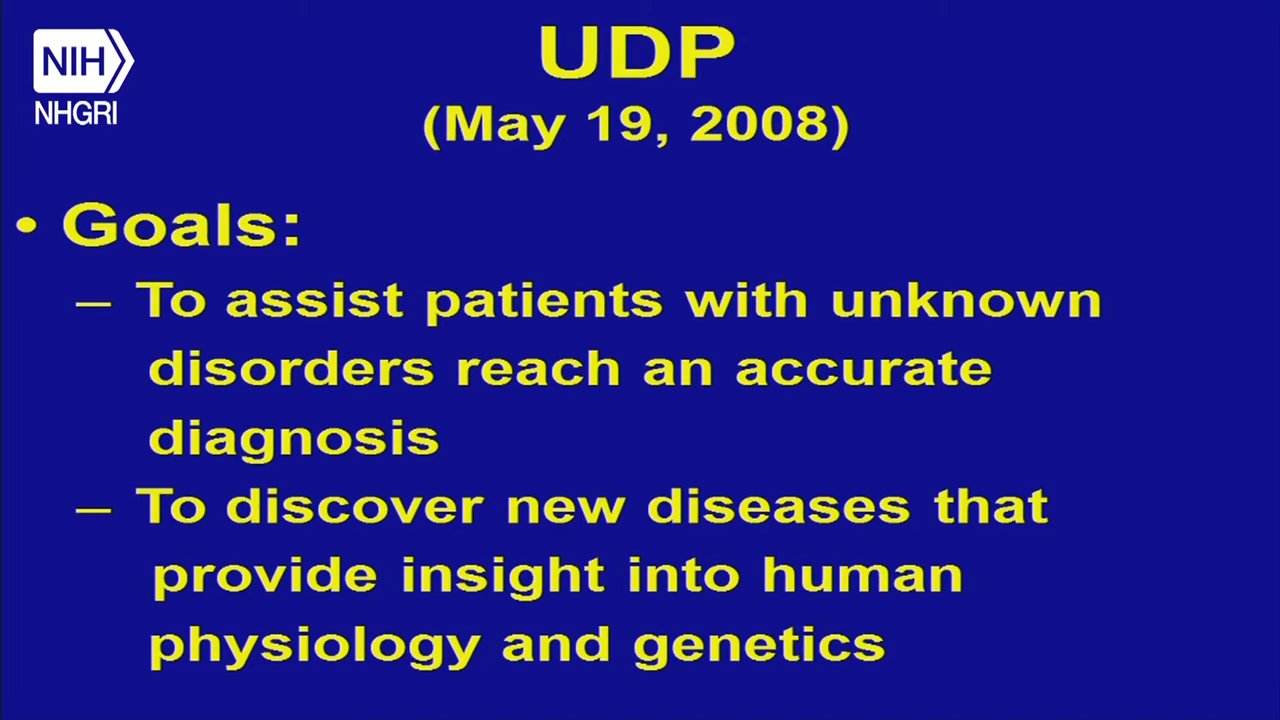 NIH
NHGRI
UDP
(May 19, 2008)
• Goals:
– To assist patients with unknown
disorders reach an accurate
diagnosis
– To discover new diseases that
provide insight into human
physiology and genetics